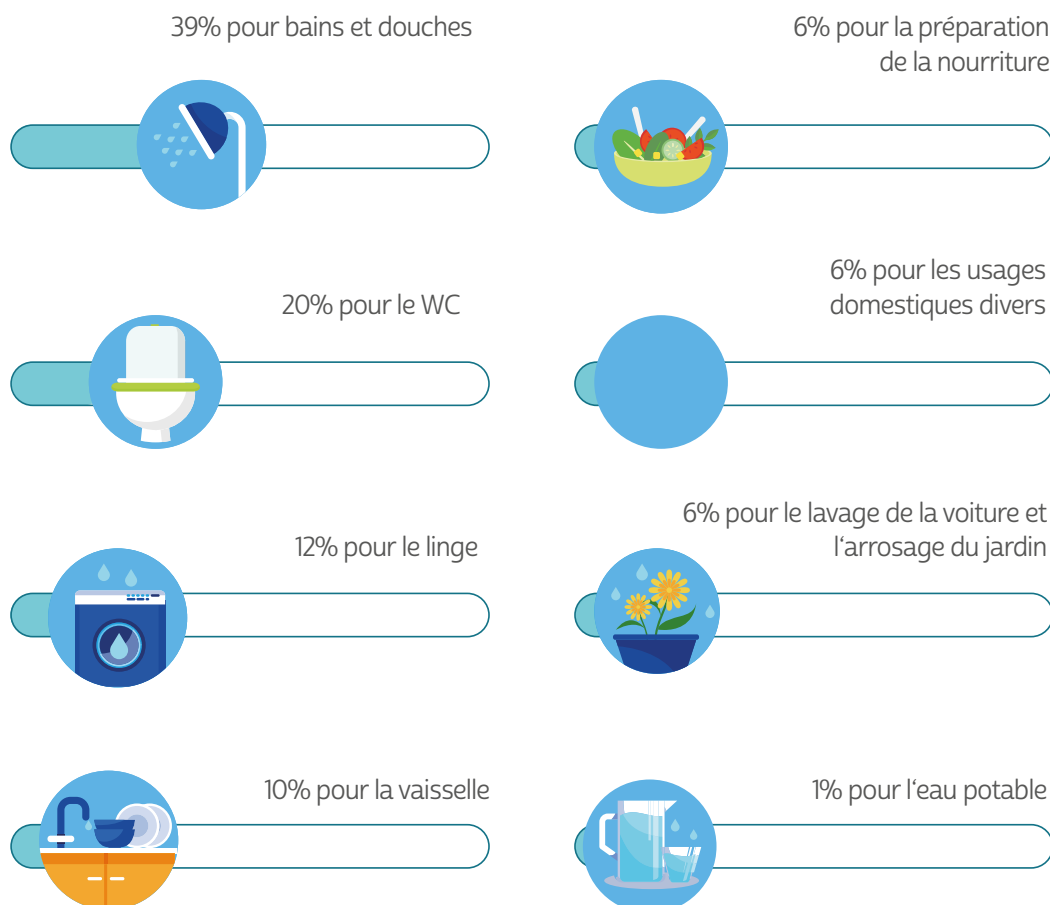 39% pour bains et douches
6% pour la préparation
de la nourriture
20% pour le WC
6% pour les usages
domestiques divers
12% pour le linge
6% pour le lavage de la voiture et
l‘arrosage du jardin
10% pour la vaisselle
1% pour l‘eau potable